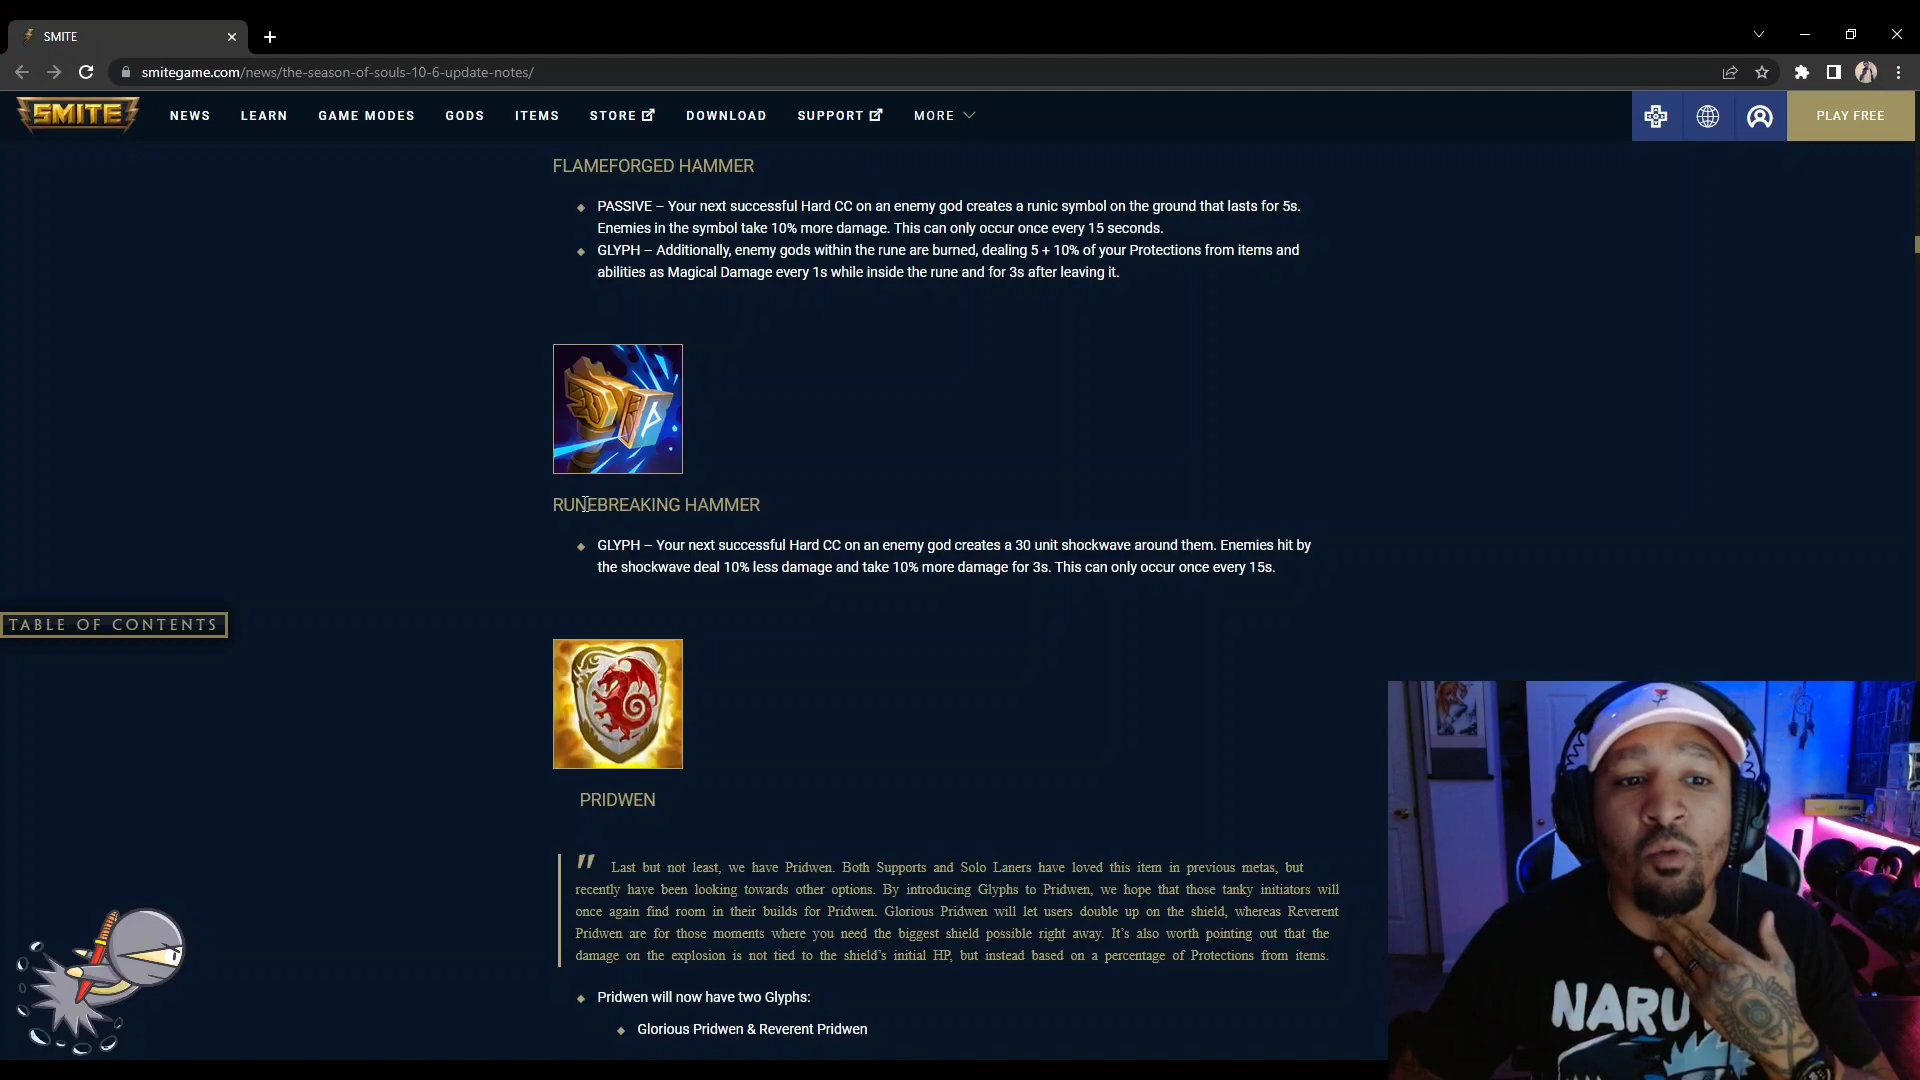 SMITE
smitegame.com/news/the-season-of-souls-10-6-update-notes/
SMITE
NEWS
LEARN
GAME MODES
GODS
ITEMS
STORE
DOWNLOAD
SUPPORT
MORE
PLAY FREE
FLAMEFORGED HAMMER
PASSIVE – Your next successful Hard CC on an enemy god creates a runic symbol on the ground that lasts for 5s.
Enemies in the symbol take 10% more damage. This can only occur once every 15 seconds.
GLYPH – Additionally, enemy gods within the rune are burned, dealing 5 + 10% of your Protections from items and
abilities as Magical Damage every 1s while inside the rune and for 3s after leaving it.
RUNEBREAKING HAMMER
GLYPH – Your next successful Hard CC on an enemy god creates a 30 unit shockwave around them. Enemies hit by
the shockwave deal 10% less damage and take 10% more damage for 3s. This can only occur once every 15s.
TABLE OF CONTENTS
PRIDWEN
" Last but not least, we have Pridwen. Both Supports and Solo Laners have loved this item in previous metas, but
recently have been looking towards other options. By introducing Glyphs to Pridwen, we hope that those tanky initiators will
once again find room in their builds for Pridwen. Glorious Pridwen will let users double up on the shield, whereas Reverent
Pridwen are for those moments where you need the biggest shield possible right away. It's also worth pointing out that the
damage on the explosion is not tied to the shield's initial HP, but instead based on a percentage of Protections from items.
Pridwen will now have two Glyphs:
Glorious Pridwen & Reverent Pridwen
NARU